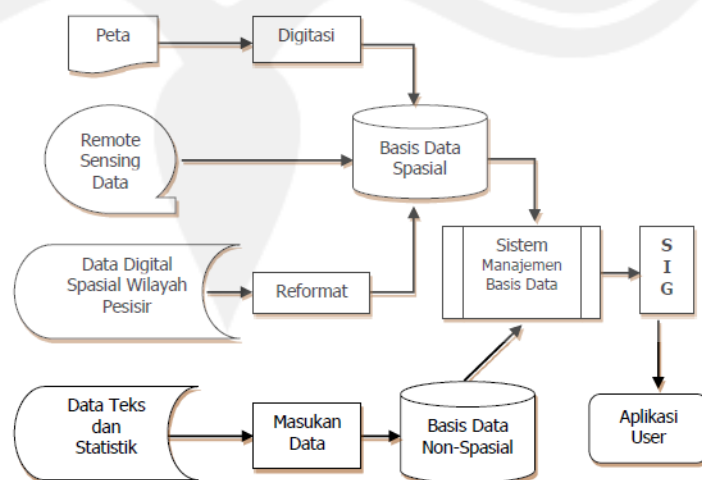 Peta
Digitasi
Remote
Sensing
Data
Basis Data
Spasial
Data Digital
Spasial Wilayah
Pesisir
Reformat
Sistem
Manajemen
Basis Data
S
I
G
Data Teks
dan
Statistik
Masukan
Data
Basis Data
Non-Spasial
Aplikasi
User